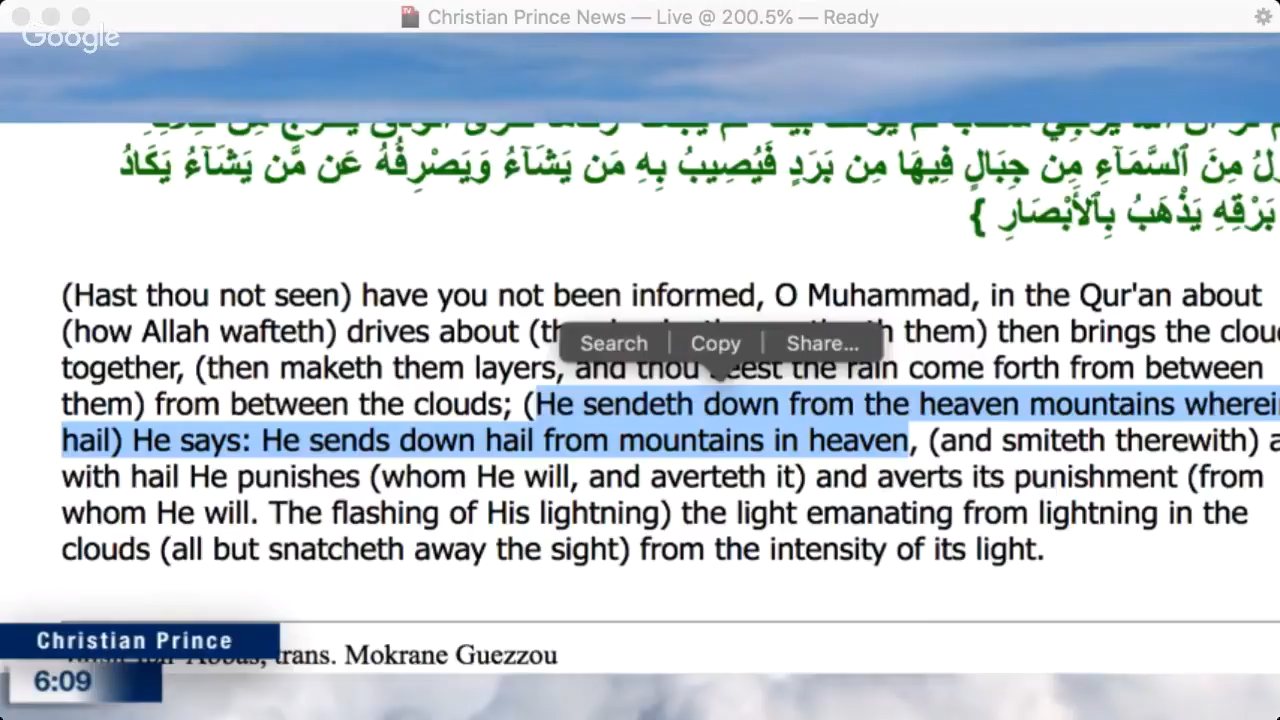 Christian Prince News — Live @ 200.5% — Ready
Google
ٱلسَّمَآءِ مِن جِبَالٍ فِيهَا مِن بَرَدٍ فَيُصِيبُ بِهِ مَن يَشَآءُ وَيَصْرِفُهُ عَن مَّن يَشَآءُ يَكَادُ
بَرْقِهِ يَذْهَبُ بِٱلأَبْصَارِ }
(Hast thou not seen) have you not been informed, O Muhammad, in the Qur'an about
(how Allah wafteth) drives about them) then brings the
Search Copy Share...
together, (then maketh them layers, and thou seest the rain come forth from between
them) from between the clouds; (He sendeth down from the heaven mountains
hail) He says: He sends down hail from mountains in heaven, (and smiteth therewith)
with hail He punishes (whom He will, and averteth it) and averts its punishment (from
whom He will. The flashing of His lightning) the light emanating from lightning in the
clouds (all but snatcheth away the sight) from the intensity of its light.
Christian Prince
trans. Mokrane Guezzou
6:09